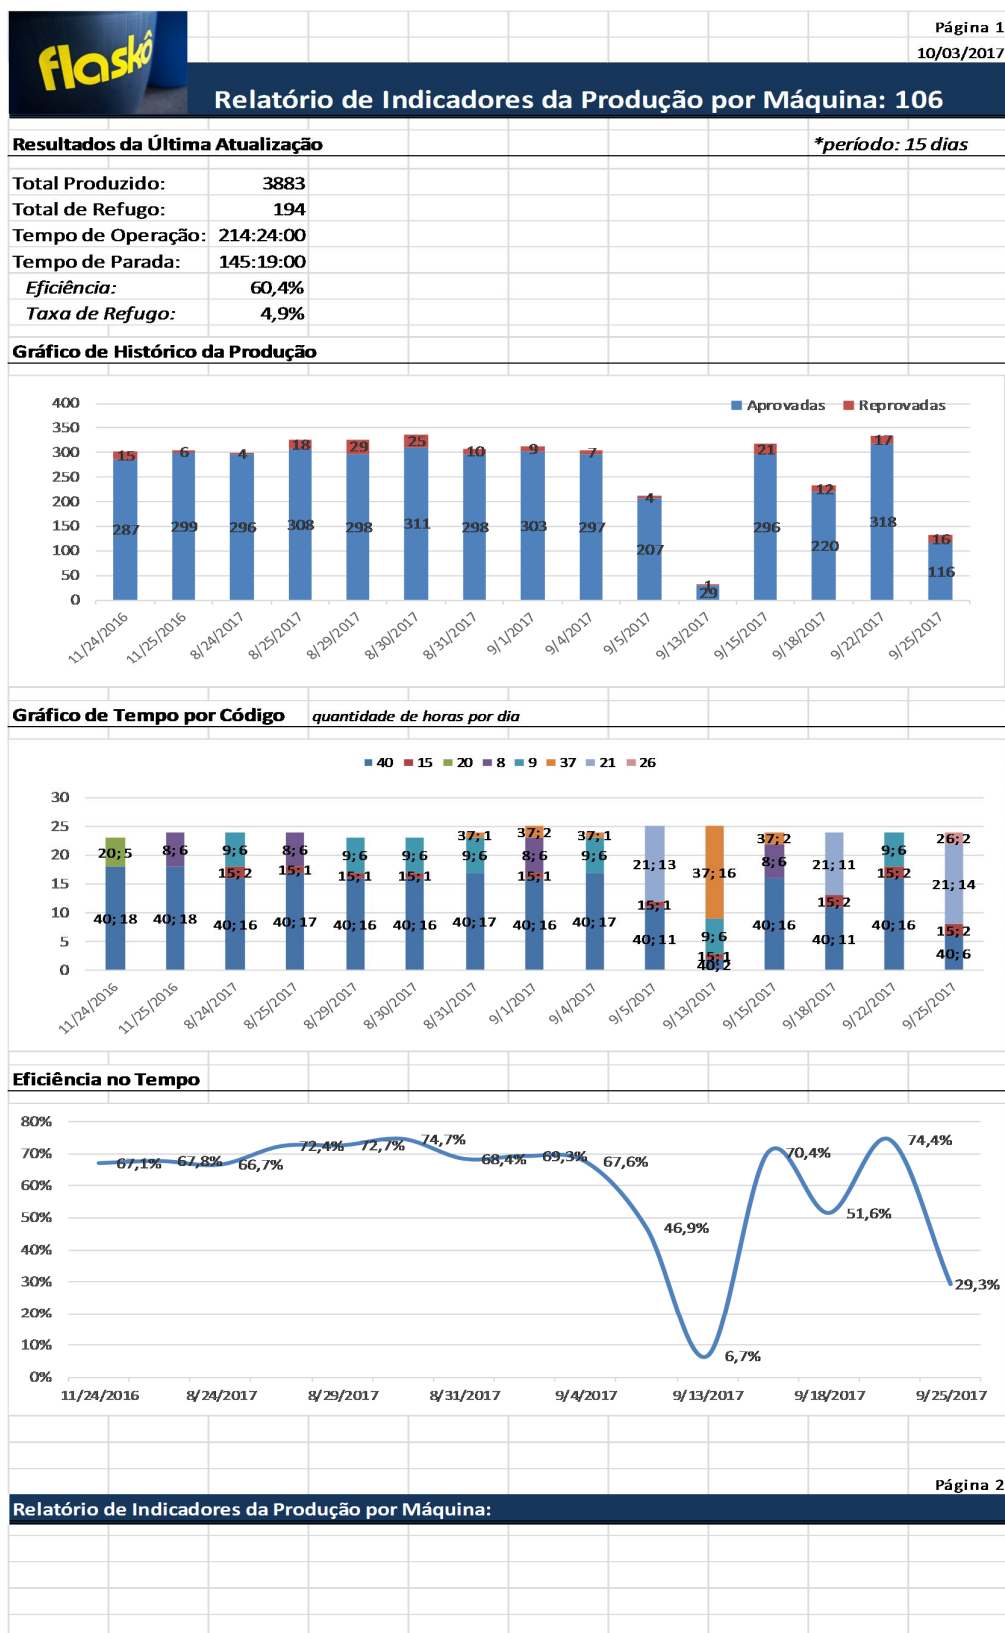 flaskô
Página 1
10/03/2017
Relatório de Indicadores da Produção por Máquina: 106
Resultados da Última Atualização *período: 15 dias
Total Produzido: 3883
Total de Refugo: 194
Tempo de Operação: 214:24:00
Tempo de Parada: 145:19:00
Eficiência: 60,4%
Taxa de Refugo: 4,9%
Gráfico de Histórico da Produção
Aprovadas Reprovadas
400
350
300
250
200
150
100
50
0
15 6 4 18 29 25 10 9 7 4 1 21 12 17 16
287 299 296 308 298 311 298 303 297 207 29 296 220 318 116
11/24/2016 11/25/2016 8/24/2017 8/25/2017 8/29/2017 8/30/2017 8/31/2017 9/1/2017 9/4/2017 9/5/2017 9/13/2017 9/15/2017 9/18/2017 9/22/2017 9/25/2017
Gráfico de Tempo por Código quantidade de horas por dia
40 15 20 8 9 37 21 26
30
25
20
15
10
5
0
20; 5 40; 18
8; 6 40; 18
9; 6 15; 2 40; 16
8; 6 15; 1 40; 17
9; 6 15; 1 40; 16
9; 6 15; 1 40; 16
37; 1 9; 6 40; 17
37; 2 8; 6 15; 1 40; 16
37; 1 9; 6 40; 17
21; 13 15; 1 40; 11
37; 16 9; 6 15; 1 40; 2
37; 2 8; 6 40; 16
21; 11 15; 2 40; 11
9; 6 15; 2 40; 16
26; 2 21; 14 15; 2 40; 6
11/24/2016 11/25/2016 8/24/2017 8/25/2017 8/29/2017 8/30/2017 8/31/2017 9/1/2017 9/4/2017 9/5/2017 9/13/2017 9/15/2017 9/18/2017 9/22/2017 9/25/2017
Eficiência no Tempo
80%
70%
60%
50%
40%
30%
20%
10%
0%
67,1% 67,8% 66,7% 72,4% 72,7% 74,7% 68,4% 69,3% 67,6% 46,9% 6,7% 70,4% 51,6% 74,4% 29,3%
11/24/2016 8/24/2017 8/29/2017 8/31/2017 9/4/2017 9/13/2017 9/18/2017 9/25/2017
Página 2
Relatório de Indicadores da Produção por Máquina: